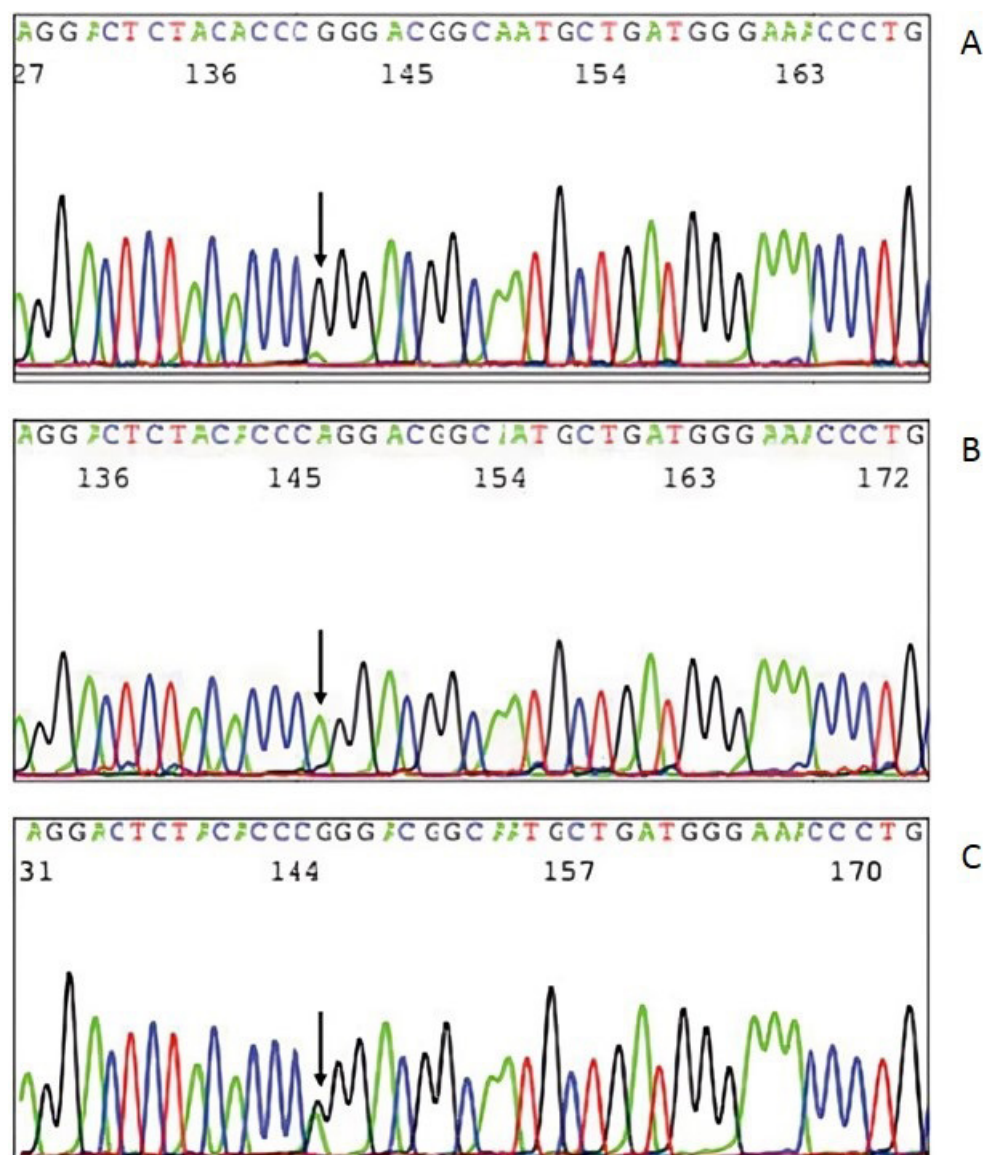 AGGACTCTACACCCGGGACGGCAATGCTGATGGGAAACCCTG
A
27 136 145 154 163
AGGACTCTACACCCAGGACGGCAATGCTGATGGGAAACCCTG
B
136 145 154 163 172
AGGACTCTACACCCGGGACGGCAATGCTGATGGGAAACCCTG
C
31 144 157 170